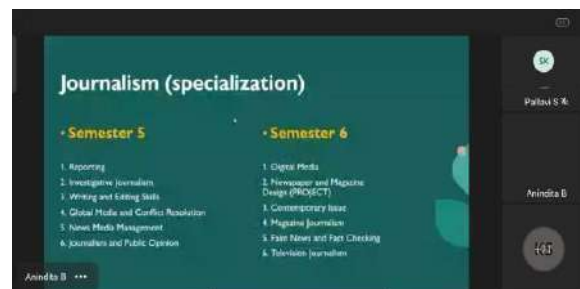 Journalism (specialization)
• Semester 5
1. Reporting
2. Investigative Journalism
3. Writing and Editing Skills
4. Global Media and Conflict Resolution
5. News Media Management
6. Journalism and Public Opinion
• Semester 6
1. Digital Media
2. Newspaper and Magazine
Design (PROJECT)
3. Contemporary Issue
4. Magazine Journalism
5. Fake News and Fact Checking
6. Television Journalism
SK
Pallavi S
Anindita B
Anindita B •••